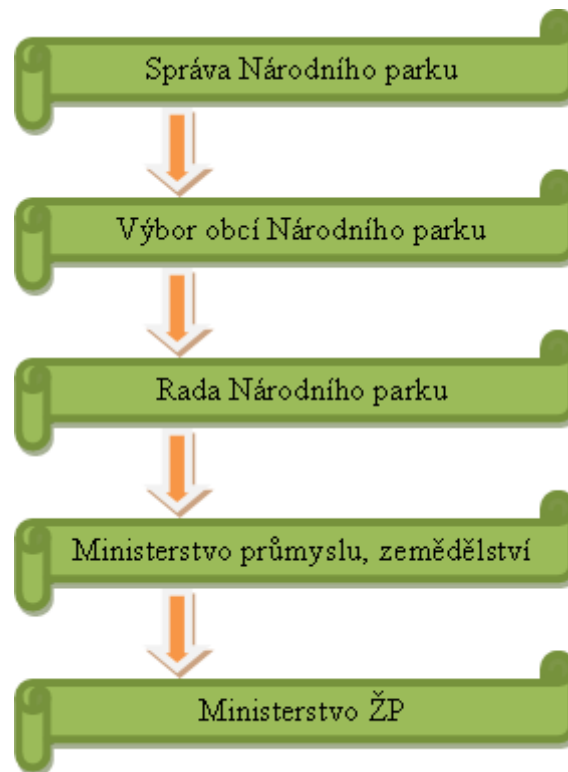 Správa Národního parku
Výbor obcí Národního parku
Rada Národního parku
Ministerstvo průmyslu, zemědělství
Ministerstvo ŽP